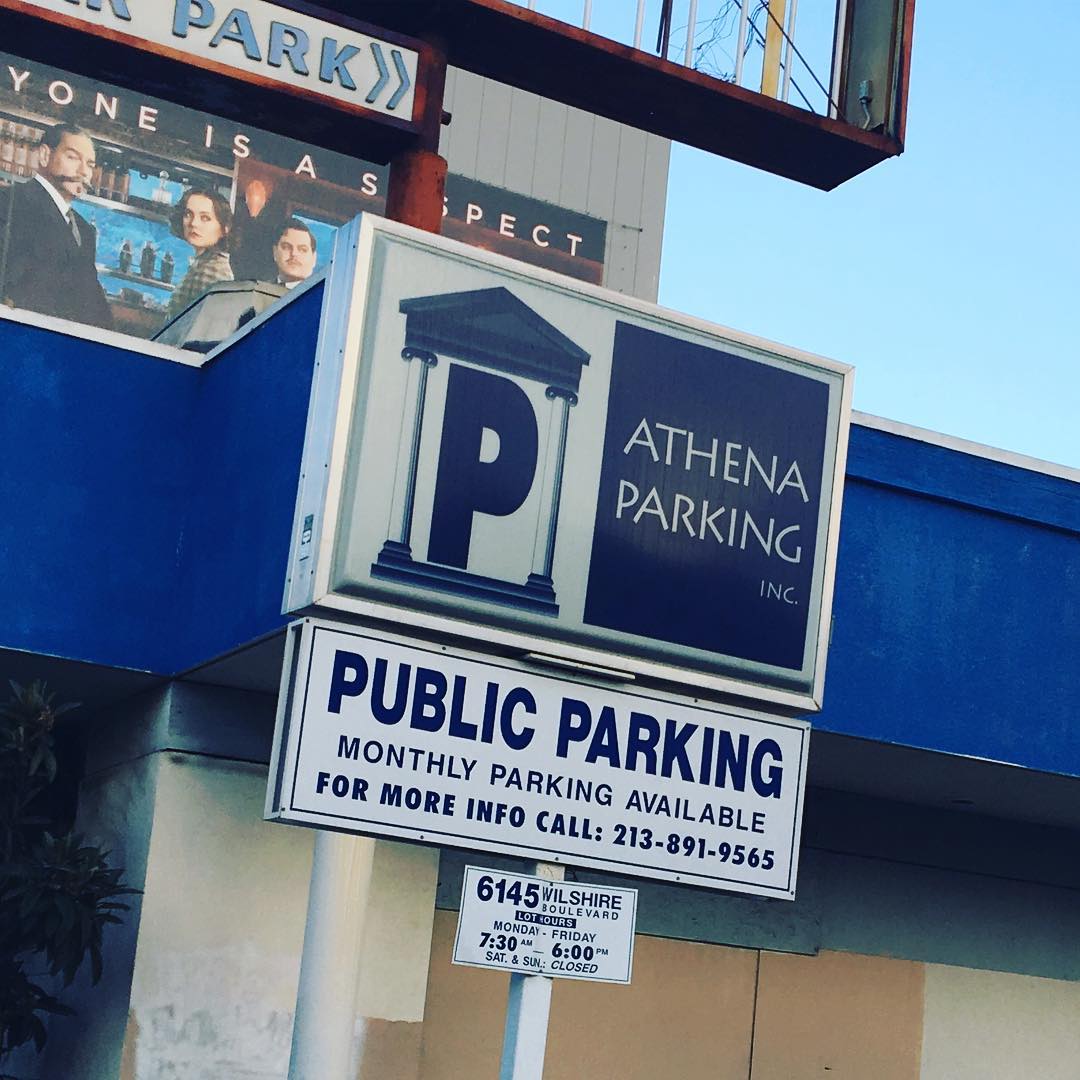 PARK
YONE IS A S PECT
P
ATHENA
PARKING
INC.
PUBLIC PARKING
MONTHLY PARKING AVAILABLE
FOR MORE INFO CALL: 213-891-9565
6145 WILSHIRE
BOULEVARD
LOT HOURS
MONDAY - FRIDAY
7:30 AM — 6:00 PM
SAT. & SUN.: CLOSED